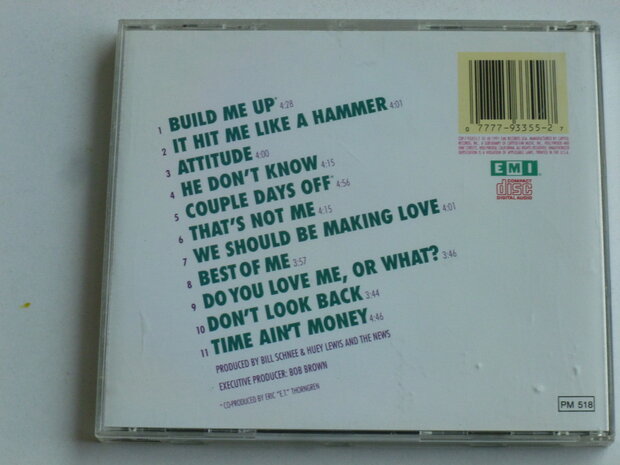 1 BUILD ME UP* 4:28
2 IT HIT ME LIKE A HAMMER 4:01
3 ATTITUDE 4:00
4 HE DON'T KNOW 4:15
5 COUPLE DAYS OFF* 4:56
6 THAT'S NOT ME 4:15
7 WE SHOULD BE MAKING LOVE 4:01
8 BEST OF ME 3:57
9 DO YOU LOVE ME, OR WHAT? 3:46
10 DON'T LOOK BACK 3:44
11 TIME AIN'T MONEY 4:46
PRODUCED BY BILL SCHNEE & HUEY LEWIS AND THE NEWS
EXECUTIVE PRODUCER: BOB BROWN
* CO-PRODUCED BY ERIC "E.T." THORNGREN
0 7777-93355-2 7
EMI
COMPACT
disc
DIGITAL AUDIO
PM 518